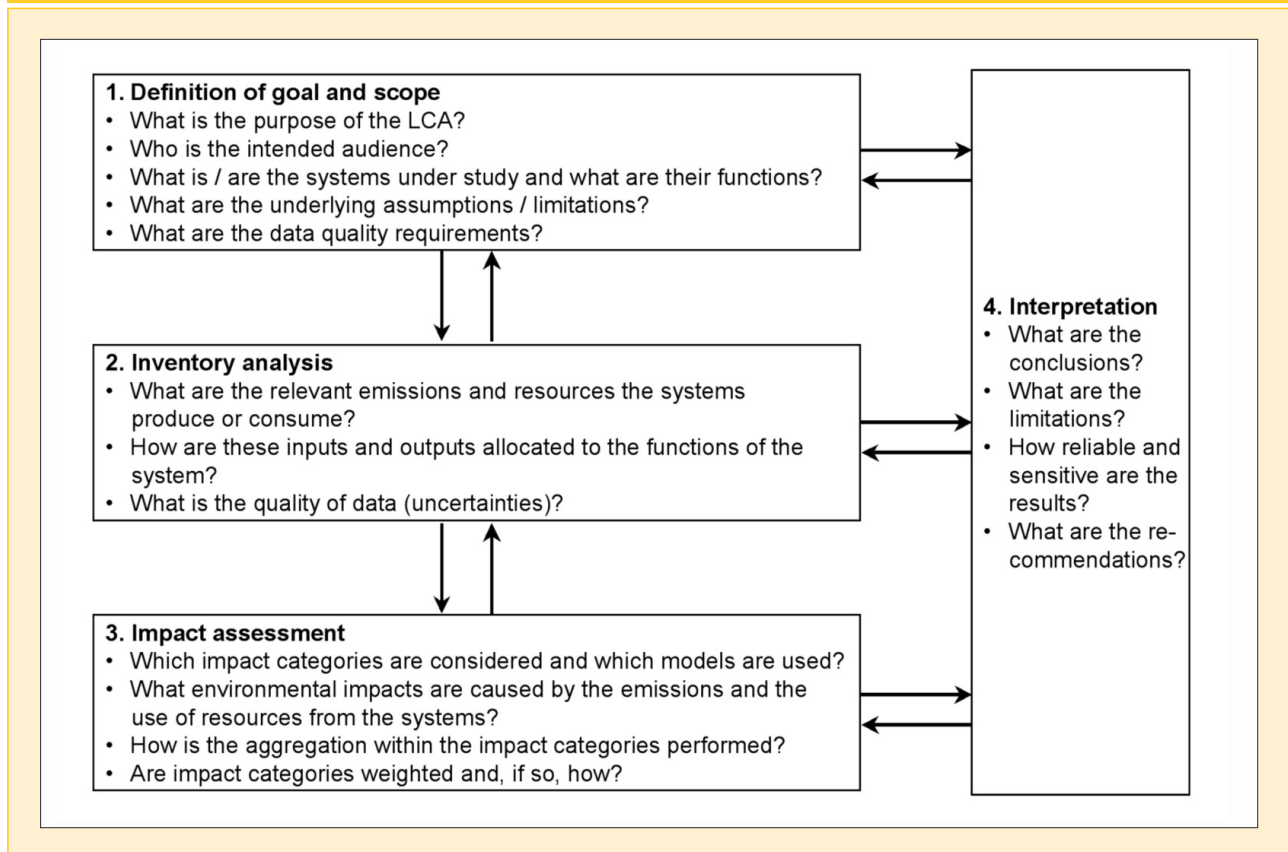 1. Definition of goal and scope
• What is the purpose of the LCA?
• Who is the intended audience?
• What is / are the systems under study and what are their functions?
• What are the underlying assumptions / limitations?
• What are the data quality requirements?
2. Inventory analysis
• What are the relevant emissions and resources the systems
produce or consume?
• How are these inputs and outputs allocated to the functions of the
system?
• What is the quality of data (uncertainties)?
3. Impact assessment
• Which impact categories are considered and which models are used?
• What environmental impacts are caused by the emissions and the
use of resources from the systems?
• How is the aggregation within the impact categories performed?
• Are impact categories weighted and, if so, how?
4. Interpretation
• What are the
conclusions?
• What are the
limitations?
• How reliable and
sensitive are the
results?
• What are the re-
commendations?